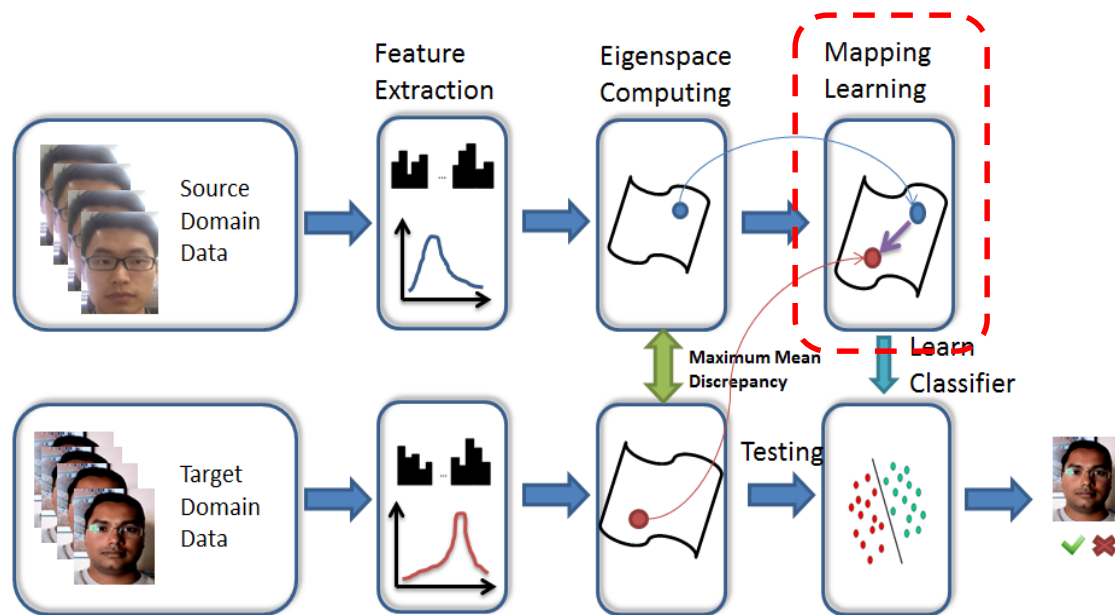 Feature
Extraction
Eigenspace
Computing
Mapping
Learning
Source
Domain
Data
...
Maximum Mean
Discrepancy
Learn
Classifier
Target
Domain
Data
...
Testing